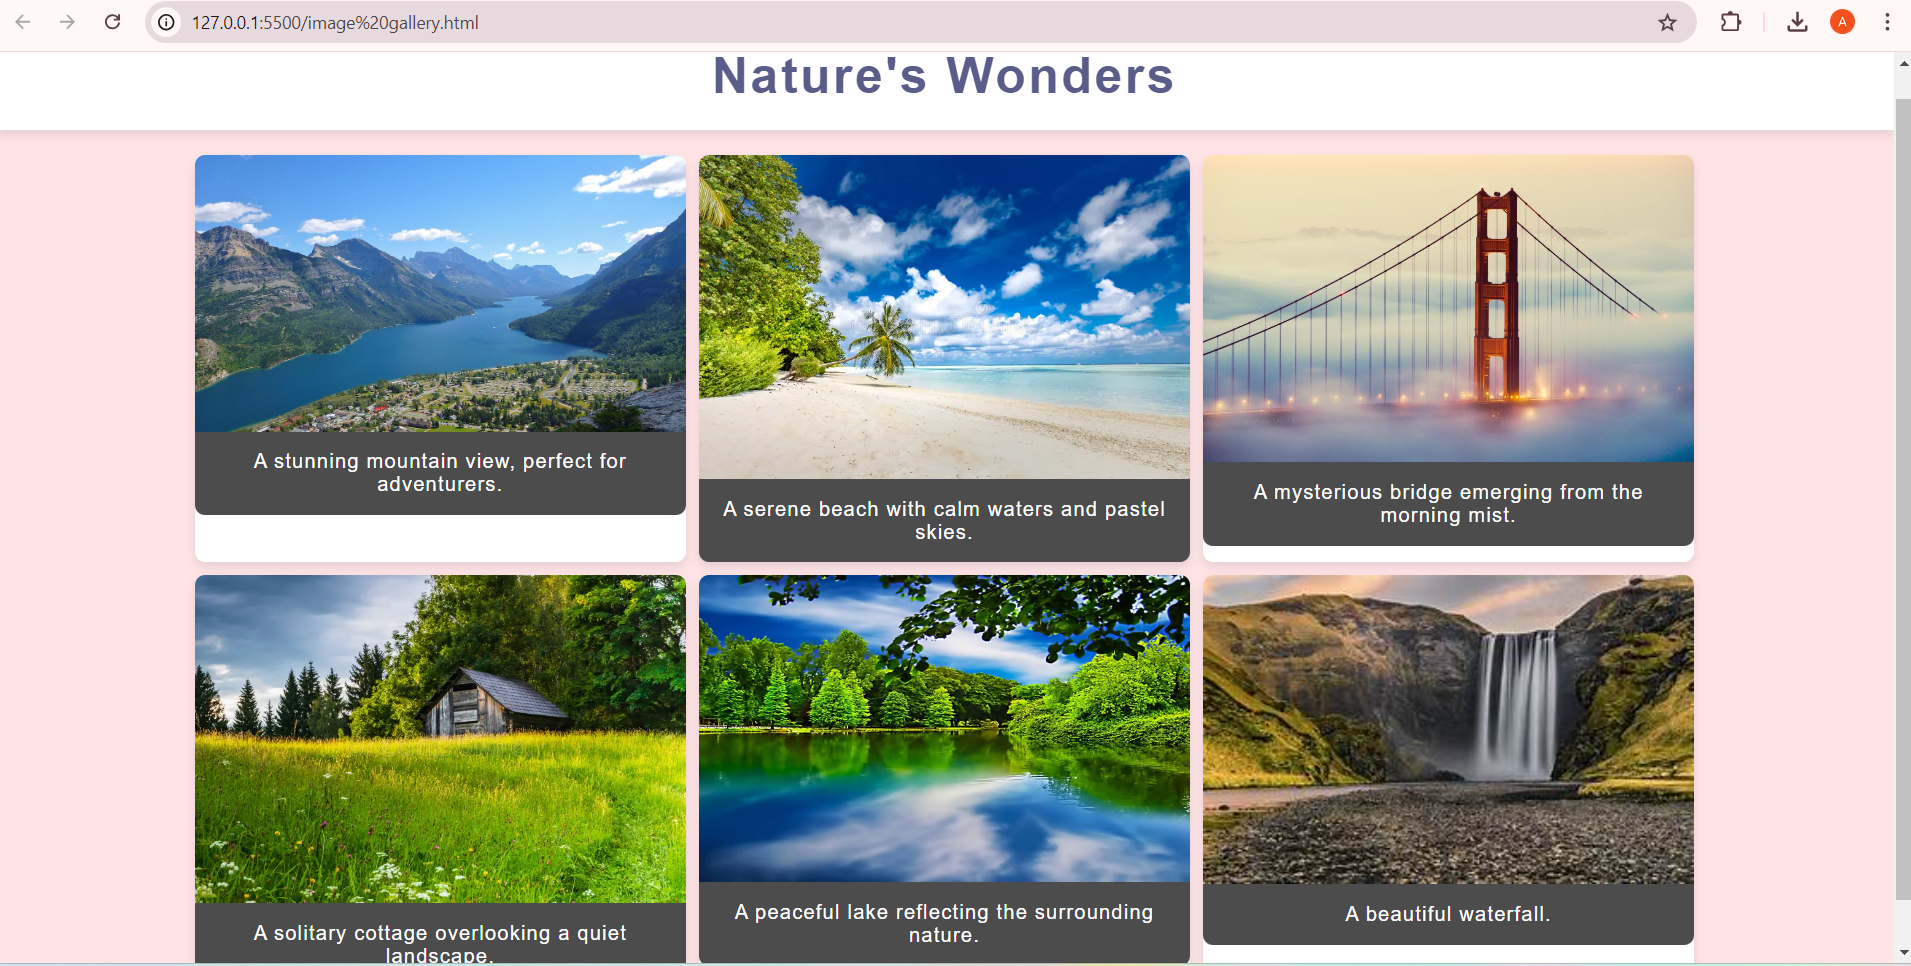 127.0.0.1:5500/image%20gallery.html
A
Nature's Wonders
A stunning mountain view, perfect for
adventurers.
A serene beach with calm waters and pastel
skies.
A mysterious bridge emerging from the
morning mist.
A solitary cottage overlooking a quiet
landscape.
A peaceful lake reflecting the surrounding
nature.
A beautiful waterfall.